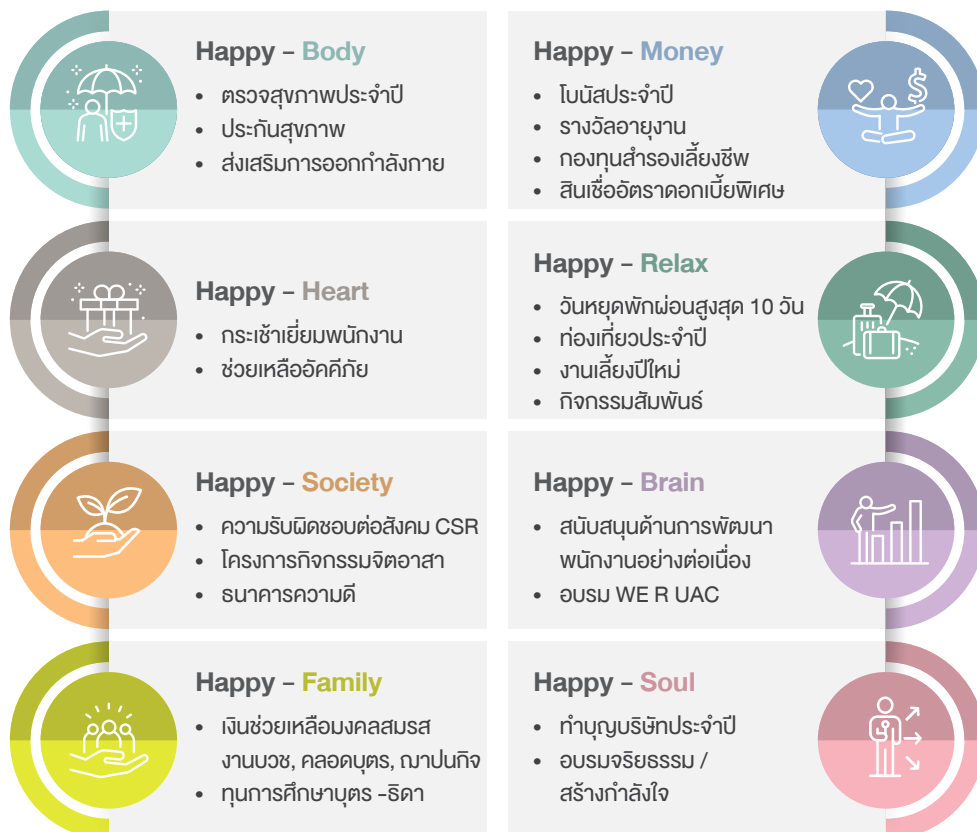 Happy – Body
• ตรวจสุขภาพประจำปี
• ประกันสุขภาพ
• ส่งเสริมการออกกำลังกาย
Happy – Money
• โบนัสประจำปี
• รางวัลอายุงาน
• กองทุนสำรองเลี้ยงชีพ
• สินเชื่ออัตราดอกเบี้ยพิเศษ
Happy – Heart
• กระเช้าเยี่ยมพนักงาน
• ช่วยเหลืออัคคีภัย
Happy – Relax
• วันหยุดพักผ่อนสูงสุด 10 วัน
• ท่องเที่ยวประจำปี
• งานเลี้ยงปีใหม่
• กิจกรรมสัมพันธ์
Happy – Society
• ความรับผิดชอบต่อสังคม CSR
• โครงการกิจกรรมจิตอาสา
• ธนาคารความดี
Happy – Brain
• สนับสนุนด้านการพัฒนา
พนักงานอย่างต่อเนื่อง
• อบรม WE R UAC
Happy – Family
• เงินช่วยเหลือมงคลสมรส
งานบวช, คลอดบุตร, ฌาปนกิจ
• ทุนการศึกษาบุตร -ธิดา
Happy – Soul
• ทำบุญบริษัทประจำปี
• อบรมจริยธรรม /
สร้างกำลังใจ